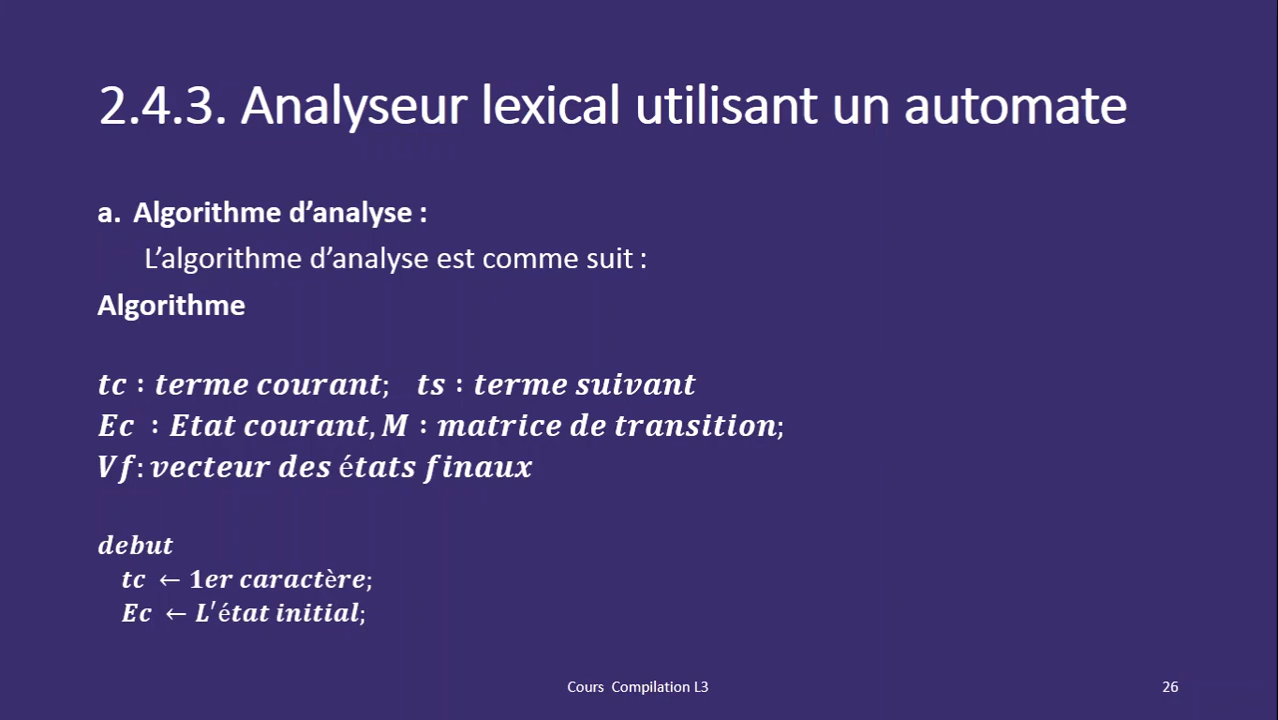 2.4.3. Analyseur lexical utilisant un automate
a. Algorithme d’analyse :
L’algorithme d’analyse est comme suit :
Algorithme
tc : terme courant; ts : terme suivant
Ec : Etat courant, M : matrice de transition;
Vf: vecteur des états finaux
debut
tc ← 1er caractère;
Ec ← L′état initial;
Cours Compilation L3
26